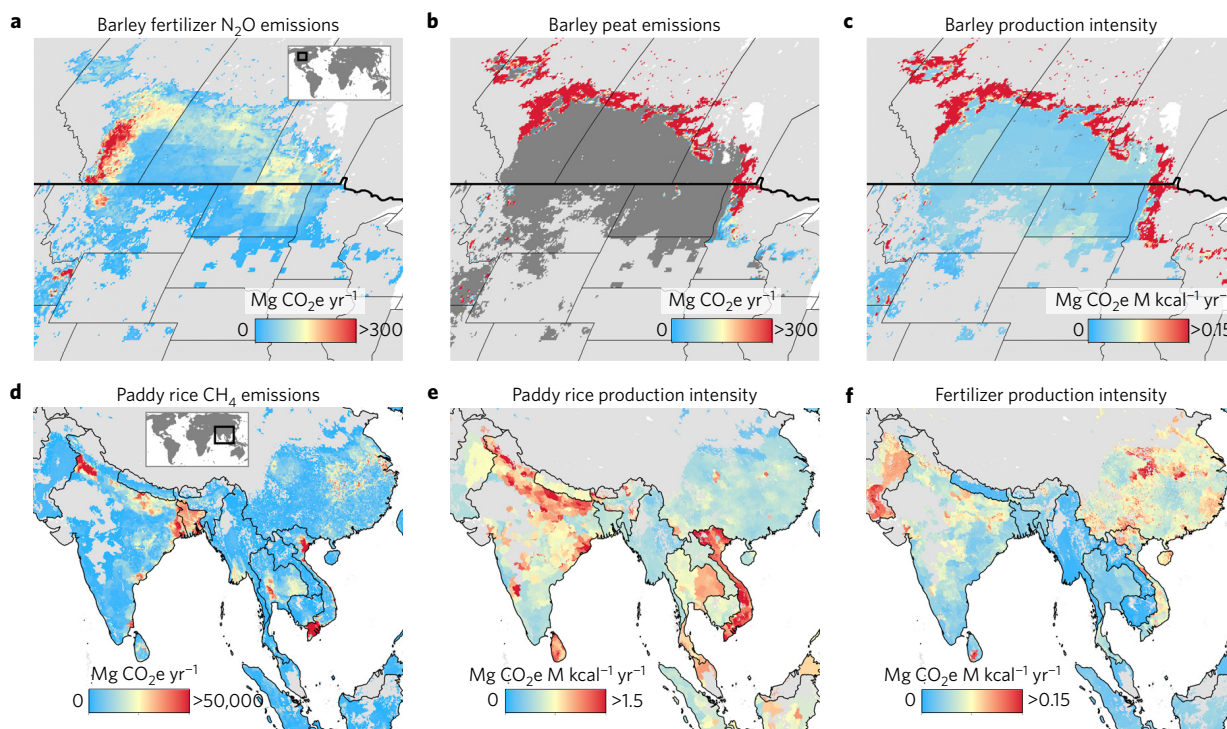 a Barley fertilizer N₂O emissions
b Barley peat emissions
c Barley production intensity
Mg CO₂e yr⁻¹
0 >300
Mg CO₂e yr⁻¹
0 >300
Mg CO₂e M kcal⁻¹ yr⁻¹
0 >0.15
d Paddy rice CH₄ emissions
e Paddy rice production intensity
f Fertilizer production intensity
Mg CO₂e yr⁻¹
0 >50,000
Mg CO₂e M kcal⁻¹ yr⁻¹
0 >1.5
Mg CO₂e M kcal⁻¹ yr⁻¹
0 >0.15